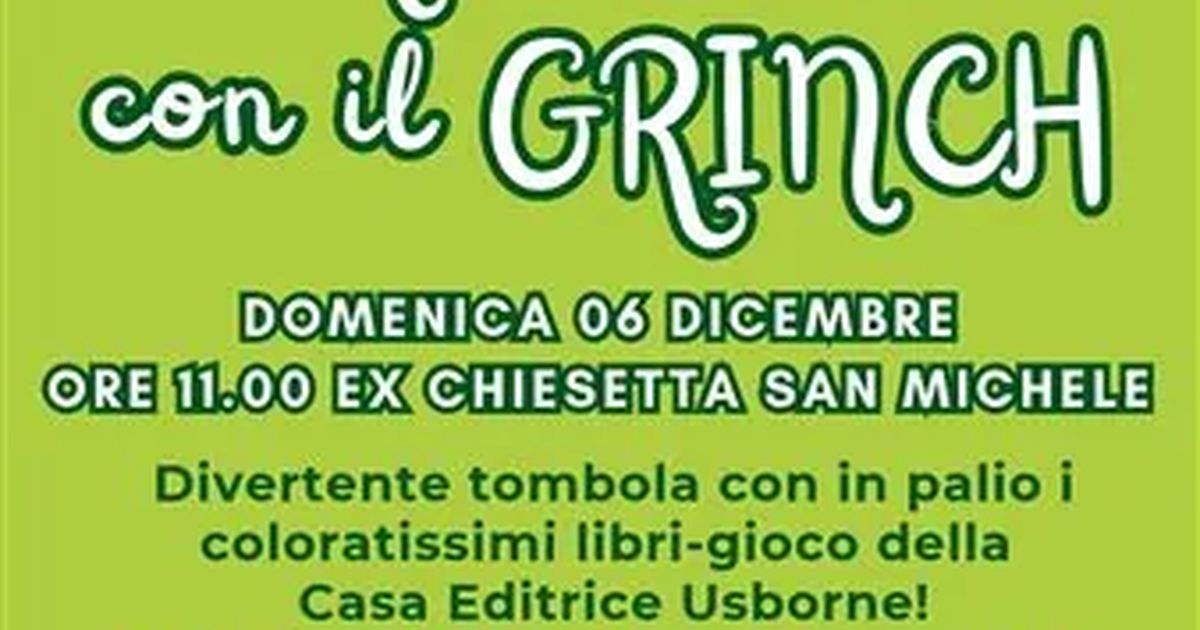 con il GRINCH
DOMENICA 06 DICEMBRE
ORE 11.00 EX CHIESETTA SAN MICHELE
Divertente tombola con in palio i
coloratissimi libri-gioco della
Casa Editrice Usborne!